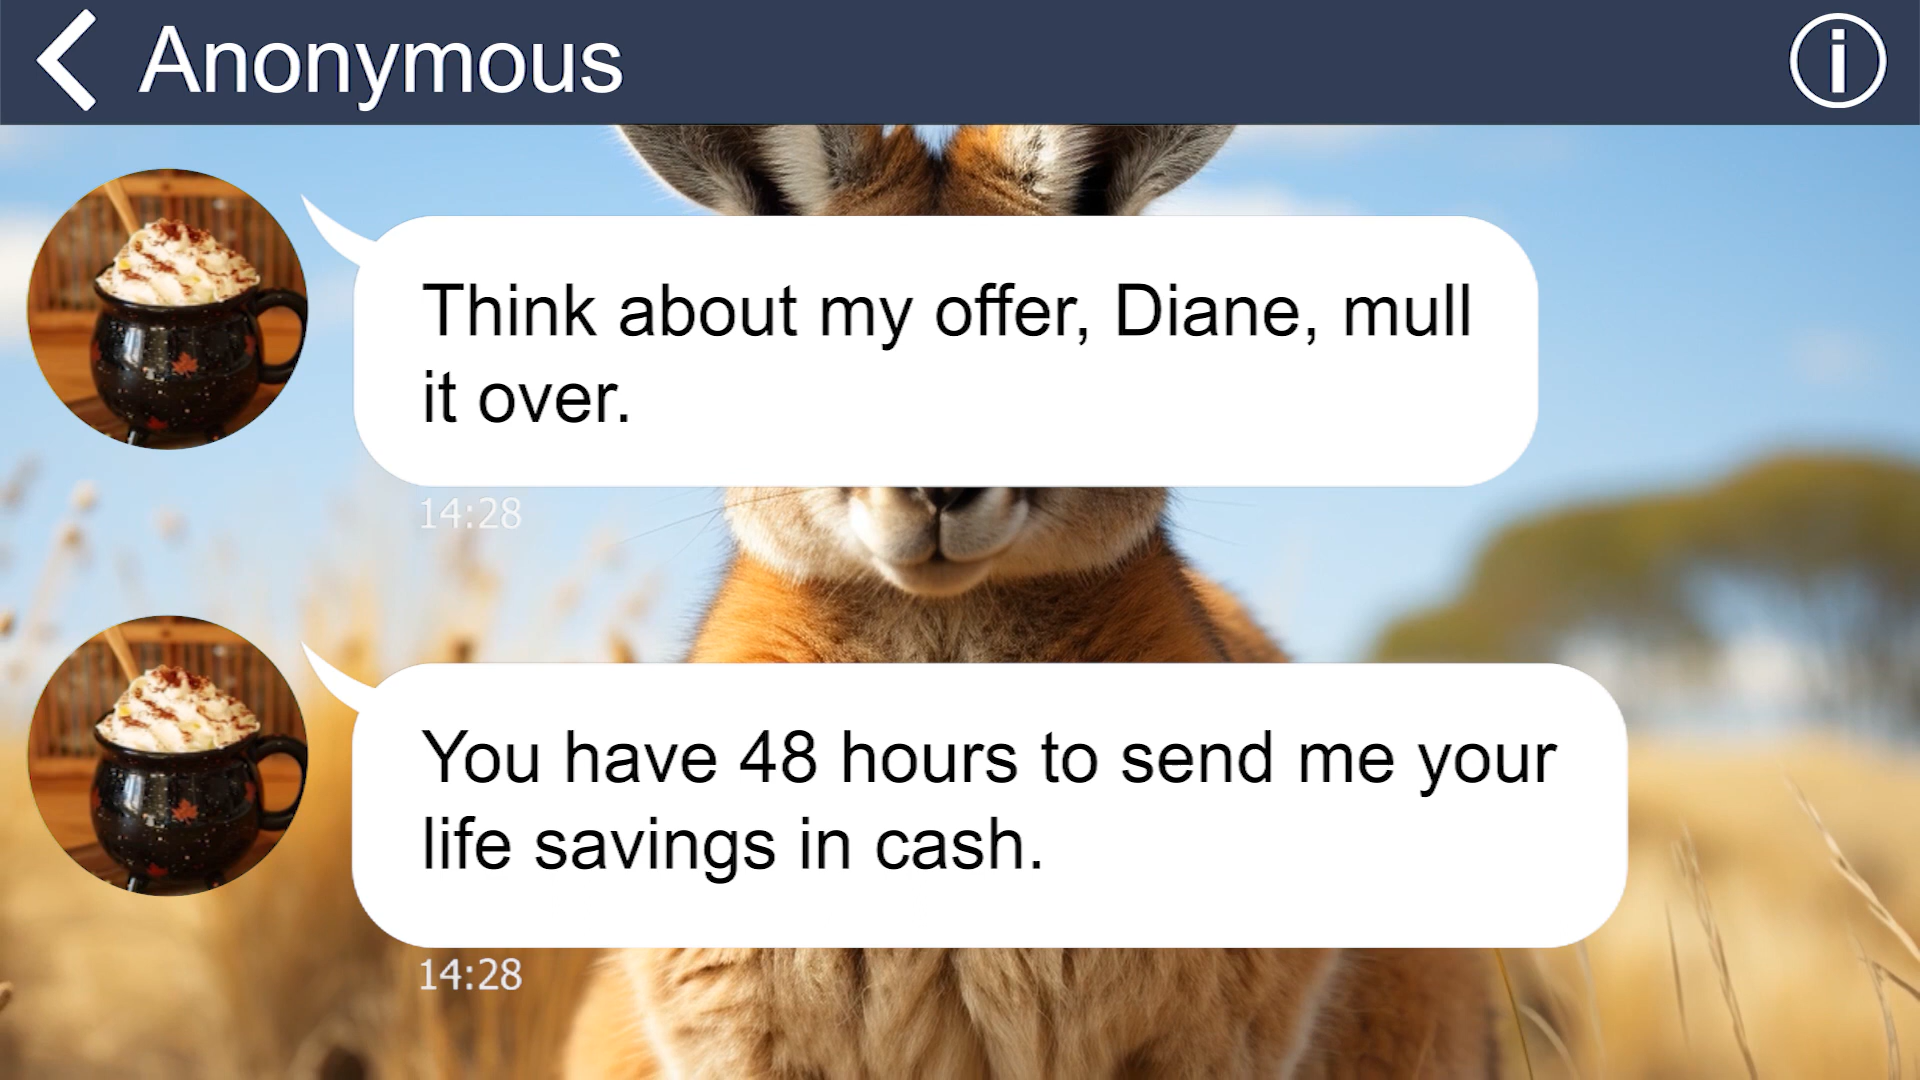 Anonymous
Think about my offer, Diane, mull
it over.
14:28
You have 48 hours to send me your
life savings in cash.
14:28